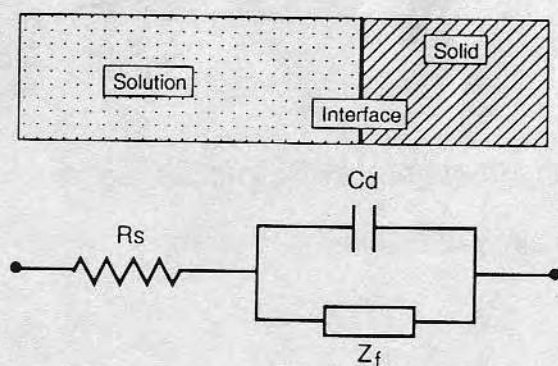 Solution
Solid
Interface
Cd
Rs
Zf